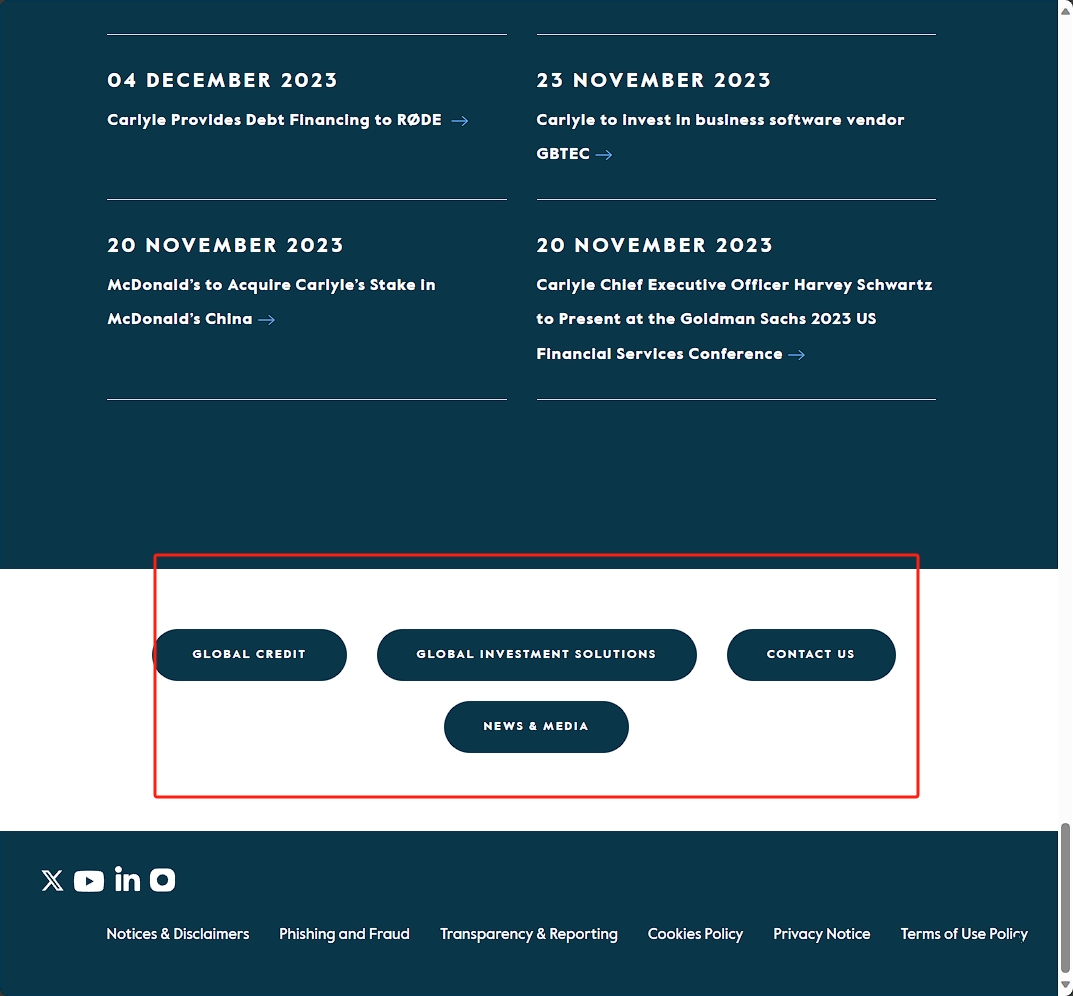 04 DECEMBER 2023
Carlyle Provides Debt Financing to RØDE →
23 NOVEMBER 2023
Carlyle to invest in business software vendor
GBTEC →
20 NOVEMBER 2023
McDonald's to Acquire Carlyle's Stake in
McDonald's China →
20 NOVEMBER 2023
Carlyle Chief Executive Officer Harvey Schwartz
to Present at the Goldman Sachs 2023 US
Financial Services Conference →
GLOBAL CREDIT
GLOBAL INVESTMENT SOLUTIONS
CONTACT US
NEWS & MEDIA
Notices & Disclaimers
Phishing and Fraud
Transparency & Reporting
Cookies Policy
Privacy Notice
Terms of Use Policy